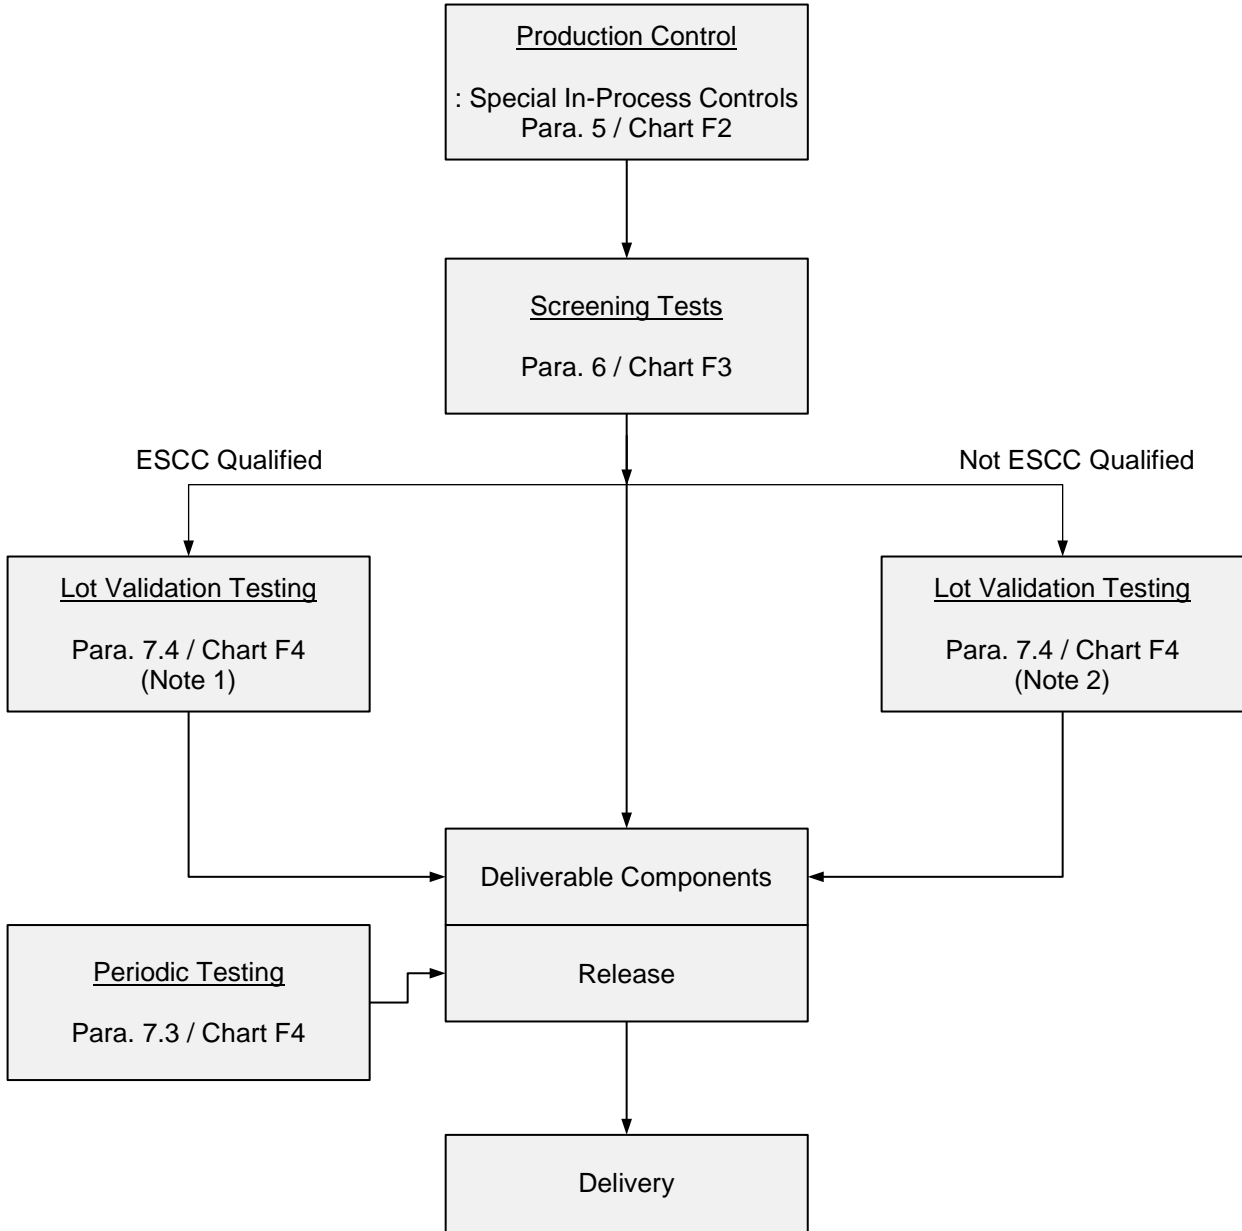 Production Control
: Special In-Process Controls
Para. 5 / Chart F2
Screening Tests
Para. 6 / Chart F3
ESCC Qualified
Not ESCC Qualified
Lot Validation Testing
Para. 7.4 / Chart F4
(Note 1)
Lot Validation Testing
Para. 7.4 / Chart F4
(Note 2)
Deliverable Components
Periodic Testing
Para. 7.3 / Chart F4
Release
Delivery